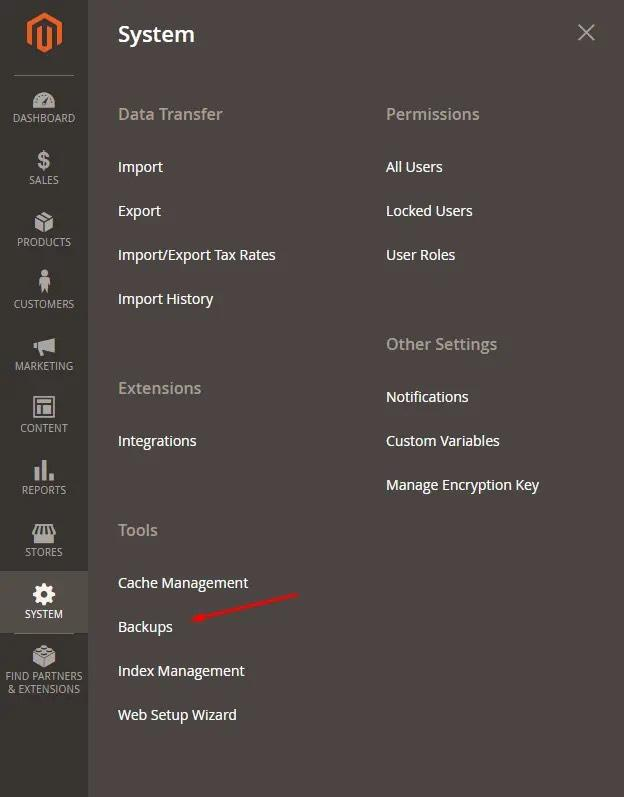 DASHBOARD
SALES
PRODUCTS
CUSTOMERS
MARKETING
CONTENT
REPORTS
STORES
SYSTEM
FIND PARTNERS
& EXTENSIONS
System
Data Transfer
Import
Export
Import/Export Tax Rates
Import History
Extensions
Integrations
Tools
Cache Management
Backups
Index Management
Web Setup Wizard
Permissions
All Users
Locked Users
User Roles
Other Settings
Notifications
Custom Variables
Manage Encryption Key